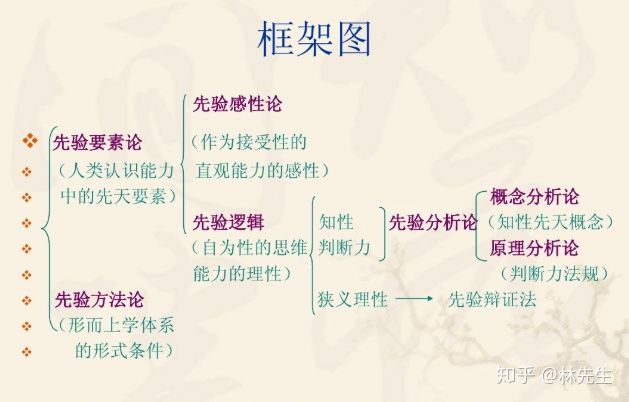 框架图
先验感性论
先验要素论
（作为接受性的
（人类认识能力
直观能力的感性）
中的先天要素）
概念分析论
先验逻辑
知性
先验分析论
（知性先天概念）
（自为性的思维
判断力
原理分析论
能力的理性）
（判断力法规）
先验方法论
狭义理性
先验辩证法
（形而上学体系
的形式条件）
知乎 @林先生